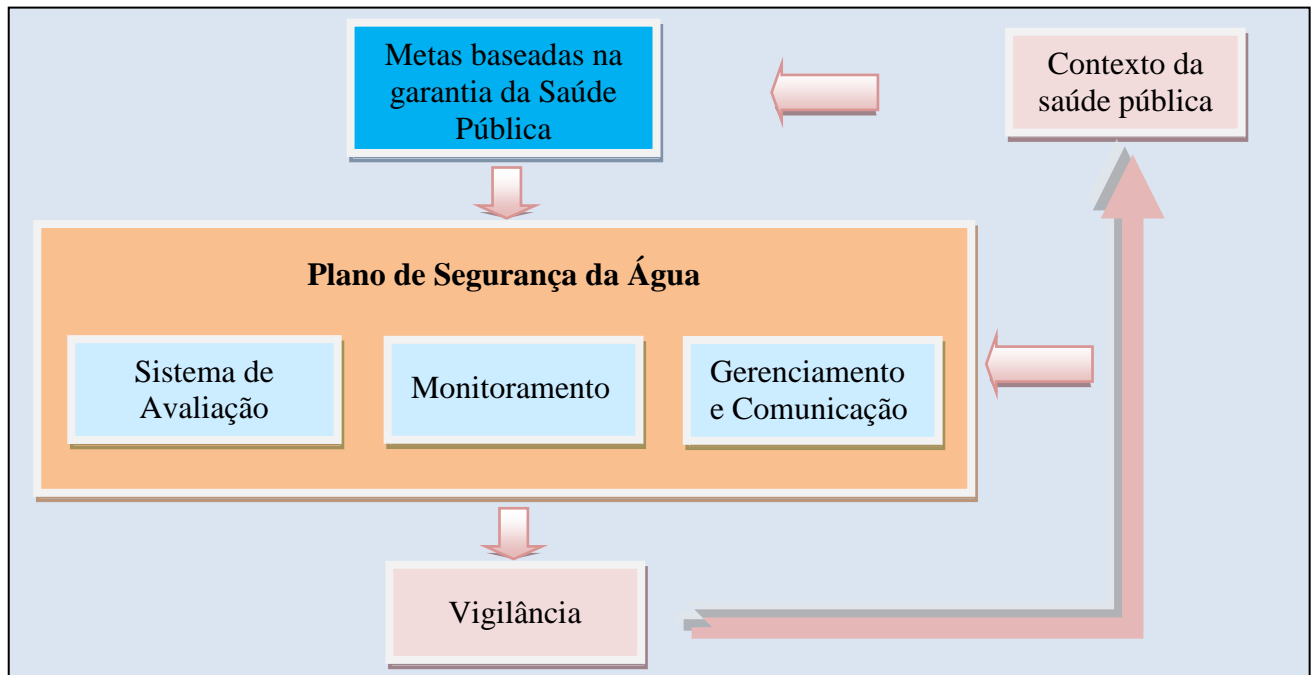 Metas baseadas na
garantia da Saúde
Pública
Contexto da
saúde pública
Plano de Segurança da Água
Sistema de
Avaliação
Monitoramento
Gerenciamento
e Comunicação
Vigilância